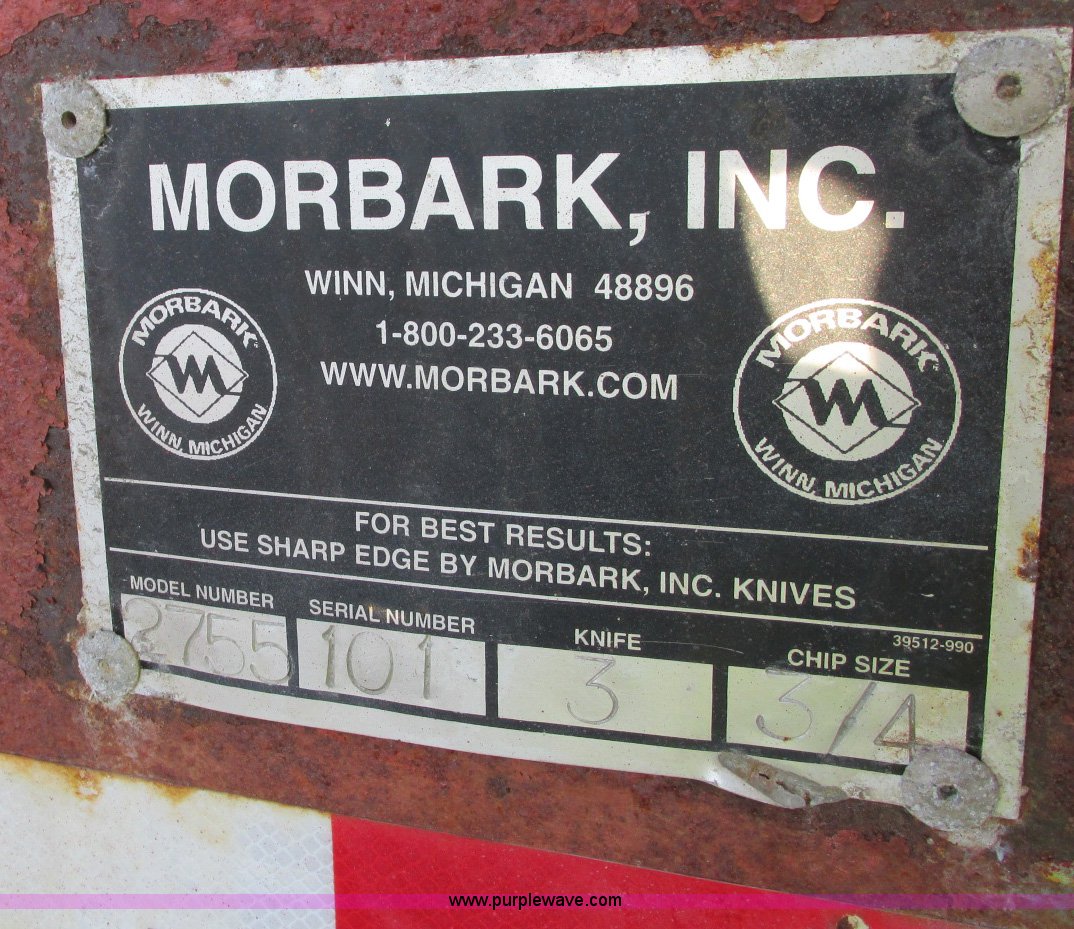 MORBARK, INC.
WINN, MICHIGAN 48896
1-800-233-6065
WWW.MORBARK.COM
MORBARK
WINN, MICHIGAN
MORBARK
WINN, MICHIGAN
FOR BEST RESULTS:
USE SHARP EDGE BY MORBARK, INC. KNIVES
MODEL NUMBER SERIAL NUMBER KNIFE CHIP SIZE 39512-990
2755 101 3 3/4
www.purplewave.com